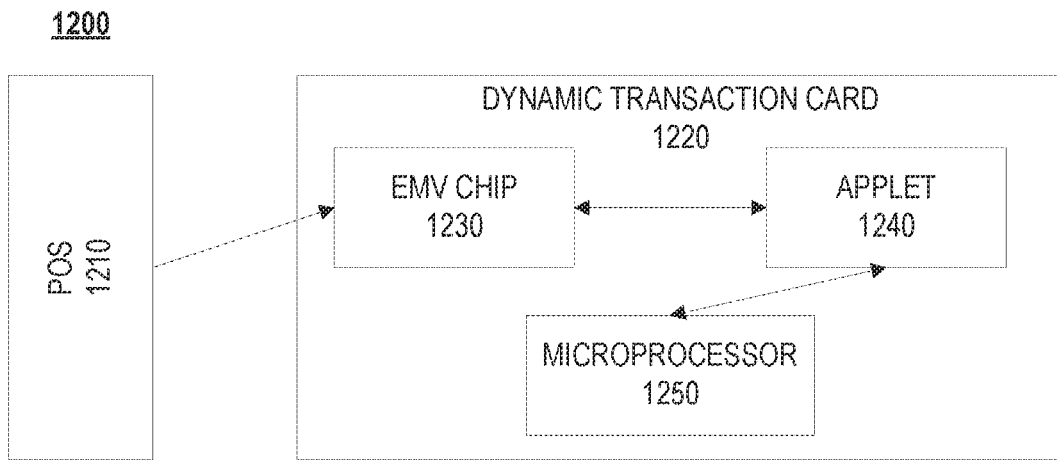 1200
DYNAMIC TRANSACTION CARD
1220
EMV CHIP
1230
APPLET
1240
POS
1210
MICROPROCESSOR
1250